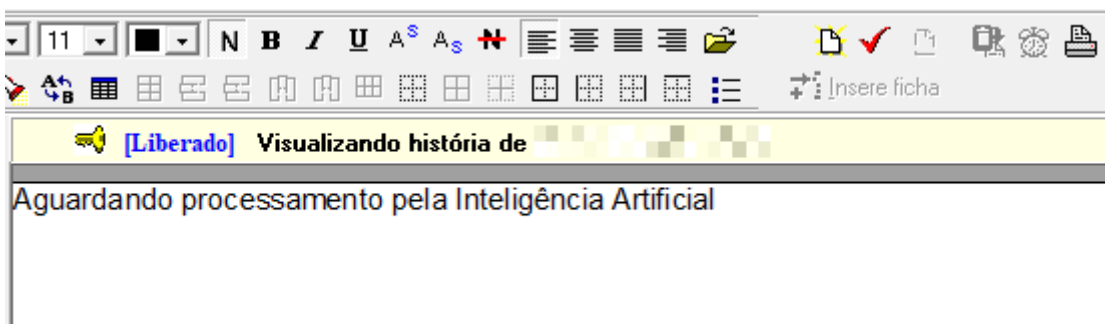 11 N B I U A^S A_S N
A B Insere ficha
[Liberado] Visualizando história de
Aguardando processamento pela Inteligência Artificial